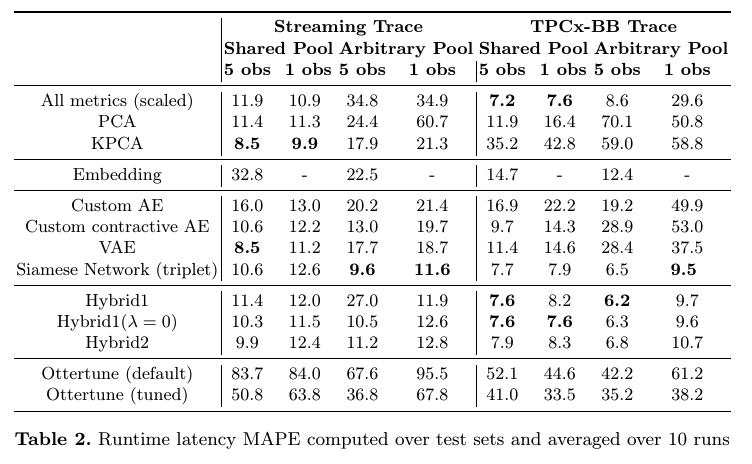 Streaming Trace TPCx-BB Trace
Shared Pool Arbitrary Pool Shared Pool Arbitrary Pool
5 obs 1 obs 5 obs 1 obs 5 obs 1 obs 5 obs 1 obs
All metrics (scaled) 11.9 10.9 34.8 34.9 7.2 7.6 8.6 29.6
PCA 11.4 11.3 24.4 60.7 11.9 16.4 70.1 50.8
KPCA 8.5 9.9 17.9 21.3 35.2 42.8 59.0 58.8
Embedding 32.8 - 22.5 - 14.7 - 12.4 -
Custom AE 16.0 13.0 20.2 21.4 16.9 22.2 19.2 49.9
Custom contractive AE 10.6 12.2 13.0 19.7 9.7 14.3 28.9 53.0
VAE 8.5 11.2 17.7 18.7 11.4 14.6 28.4 37.5
Siamese Network (triplet) 10.6 12.6 9.6 11.6 7.7 7.9 6.5 9.5
Hybrid1 11.4 12.0 27.0 11.9 7.6 8.2 6.2 9.7
Hybrid1(λ = 0) 10.3 11.5 10.5 12.6 7.6 7.6 6.3 9.6
Hybrid2 9.9 12.4 11.2 12.8 7.9 8.3 6.8 10.7
Ottertune (default) 83.7 84.0 67.6 95.5 52.1 44.6 42.2 61.2
Ottertune (tuned) 50.8 63.8 36.8 67.8 41.0 33.5 35.2 38.2
Table 2. Runtime latency MAPE computed over test sets and averaged over 10 runs